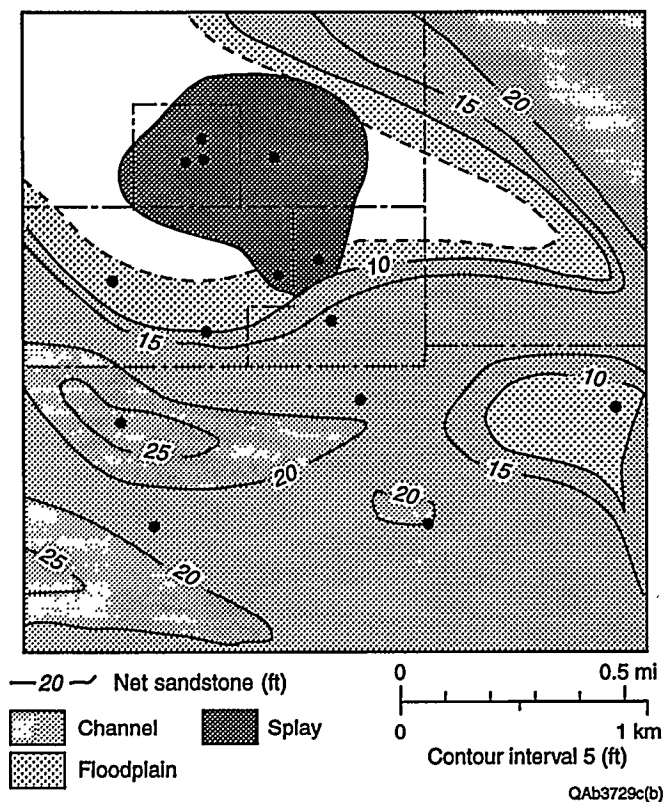 20
15
10
15
10
25
20
15
20
25
20
—20— Net sandstone (ft)
Channel
Splay
Floodplain
0 0.5 mi
0 1 km
Contour interval 5 (ft)
QAb3729c(b)